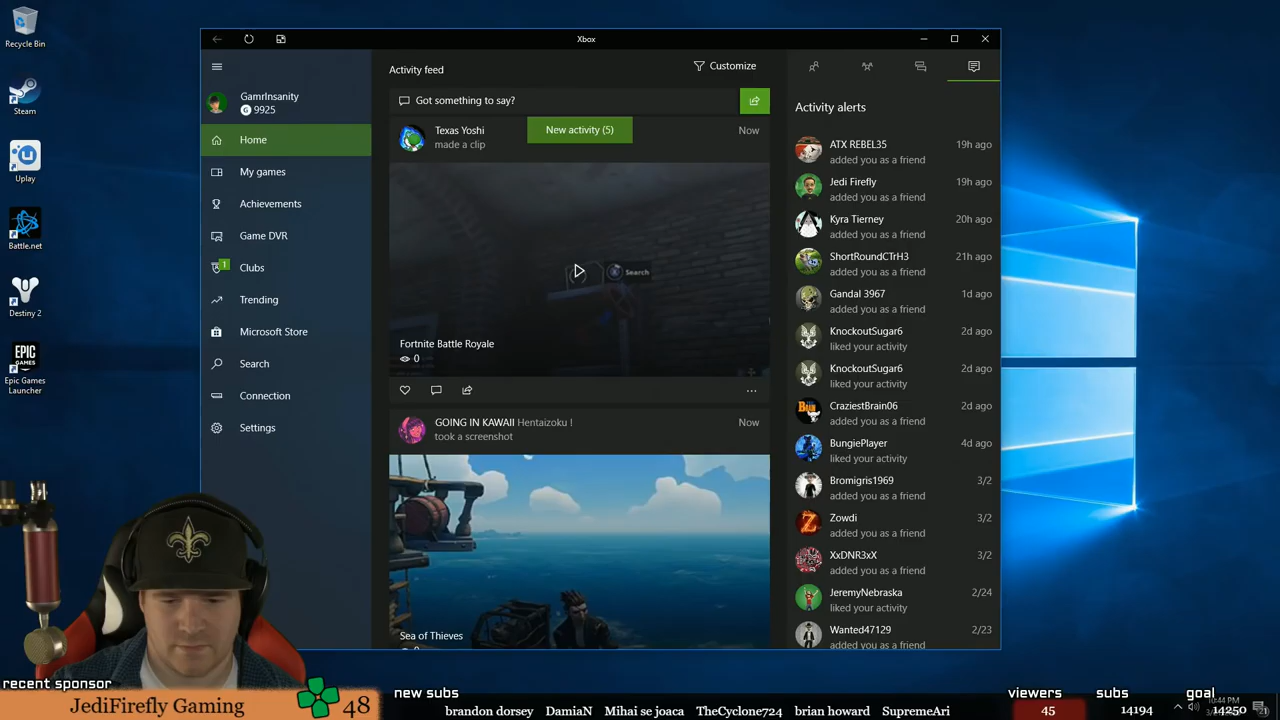 Recycle Bin
Steam
Uplay
Battle.net
Destiny 2
EPIC GAMES
Epic Games Launcher
Xbox
GamrInsanity
G 9925
Home
My games
Achievements
Game DVR
1
Clubs
Trending
Microsoft Store
Search
Connection
Settings
Activity feed
Customize
Got something to say?
New activity (5)
Texas Yoshi
made a clip
Now
Search
Fortnite Battle Royale
0
GOING IN KAWAII Hentaizoku !
took a screenshot
Now
Sea of Thieves
Activity alerts
ATX REBEL35 19h ago
added you as a friend
Jedi Firefly 19h ago
added you as a friend
Kyra Tierney 20h ago
added you as a friend
ShortRoundCTrH3 21h ago
added you as a friend
Gandal 3967 1d ago
added you as a friend
KnockoutSugar6 2d ago
liked your activity
KnockoutSugar6 2d ago
liked your activity
CraziestBrain06 2d ago
added you as a friend
BungiePlayer 4d ago
liked your activity
Bromigris1969 3/2
added you as a friend
Zowdi 3/2
added you as a friend
XxDNR3xX 3/2
added you as a friend
JeremyNebraska 2/24
liked your activity
Wanted47129 2/23
added you as a friend
recent sponsor
JediFirefly Gaming
48
new subs
brandon dorsey DamiaN Mihai se joaca TheCyclone724 brian howard SupremeAri
viewers
45
subs
14194
goal
14250